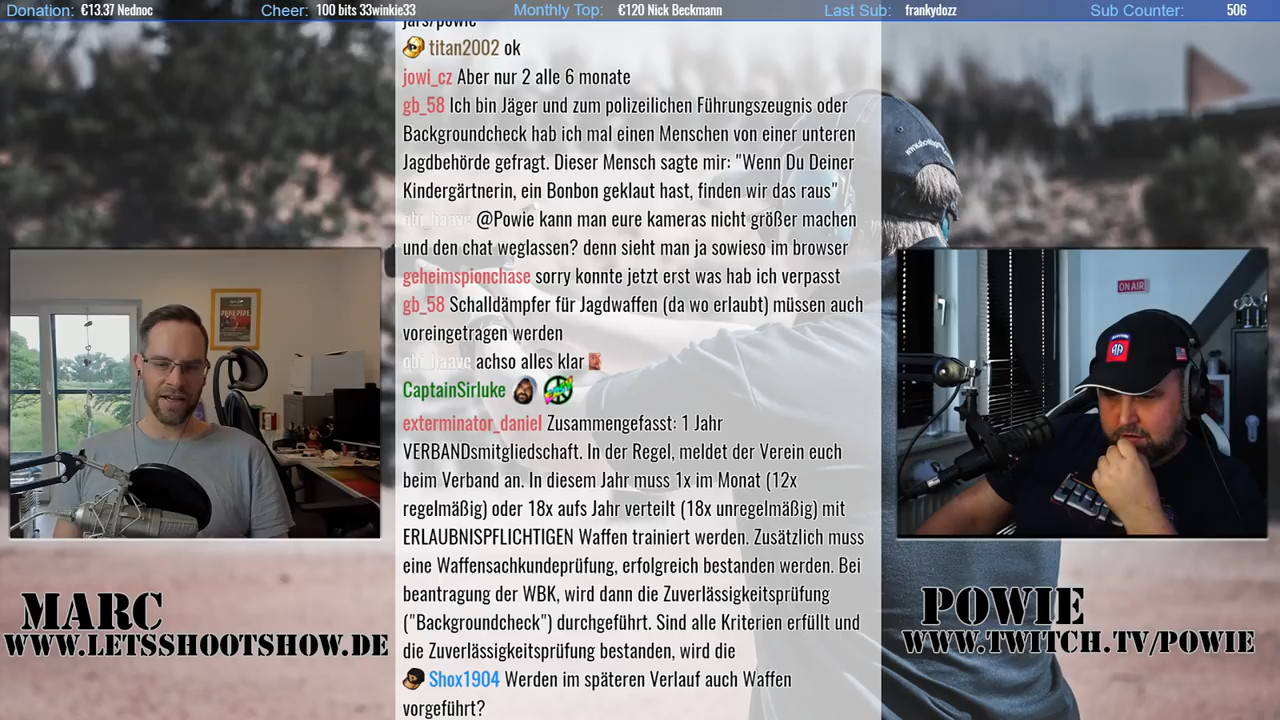 Donation: €13.37 Nednoc Cheer: 100 bits 33winkie33 Monthly Top: €120 Nick Beckmann Last Sub: frankydozz Sub Counter: 506
titan2002 ok
jowi_cz Aber nur 2 alle 6 monate
gb_58 Ich bin Jäger und zum polizeilichen Führungszeugnis oder
Backgroundcheck hab ich mal einen Menschen von einer unteren
Jagdbehörde gefragt. Dieser Mensch sagte mir: "Wenn Du Deiner
Kindergärtnerin, ein Bonbon geklaut hast, finden wir das raus"
@Powie kann man eure kameras nicht größer machen
und den chat weglassen? denn sieht man ja sowieso im browser
geheimspionchase sorry konnte jetzt erst was hab ich verpasst
gb_58 Schalldämpfer für Jagdwaffen (da wo erlaubt) müssen auch
voreingetragen werden
achso alles klar
CaptainSirluke
exterminator_daniel Zusammengefasst: 1 Jahr
VERBANDsmitgliedschaft. In der Regel, meldet der Verein euch
beim Verband an. In diesem Jahr muss 1x im Monat (12x
regelmäßig) oder 18x aufs Jahr verteilt (18x unregelmäßig) mit
ERLAUBNISPFLICHTIGEN Waffen trainiert werden. Zusätzlich muss
eine Waffensachkundeprüfung, erfolgreich bestanden werden. Bei
beantragung der WBK, wird dann die Zuverlässigkeitsprüfung
("Backgroundcheck") durchgeführt. Sind alle Kriterien erfüllt und
die Zuverlässigkeitsprüfung bestanden, wird die
Shox1904 Werden im späteren Verlauf auch Waffen
vorgeführt?
ON AIR
MARC
WWW.LETSSHOOTSHOW.DE
POWIE
WWW.TWITCH.TV/POWIE